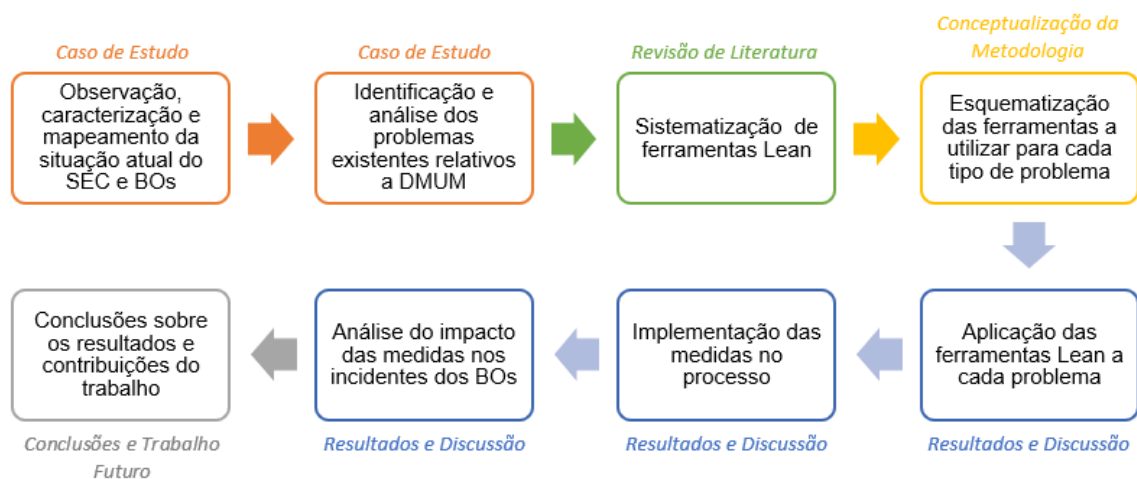 Caso de Estudo
Observação,
caracterização e
mapeamento da
situação atual do
SEC e BOs
Caso de Estudo
Identificação e
análise dos
problemas
existentes relativos
a DMUM
Revisão de Literatura
Sistematização de
ferramentas Lean
Conceptualização da
Metodologia
Esquematização
das ferramentas a
utilizar para cada
tipo de problema
Aplicação das
ferramentas Lean a
cada problema
Resultados e Discussão
Implementação das
medidas no
processo
Resultados e Discussão
Análise do impacto
das medidas nos
incidentes dos BOs
Resultados e Discussão
Conclusões sobre
os resultados e
contribuições do
trabalho
Conclusões e Trabalho
Futuro